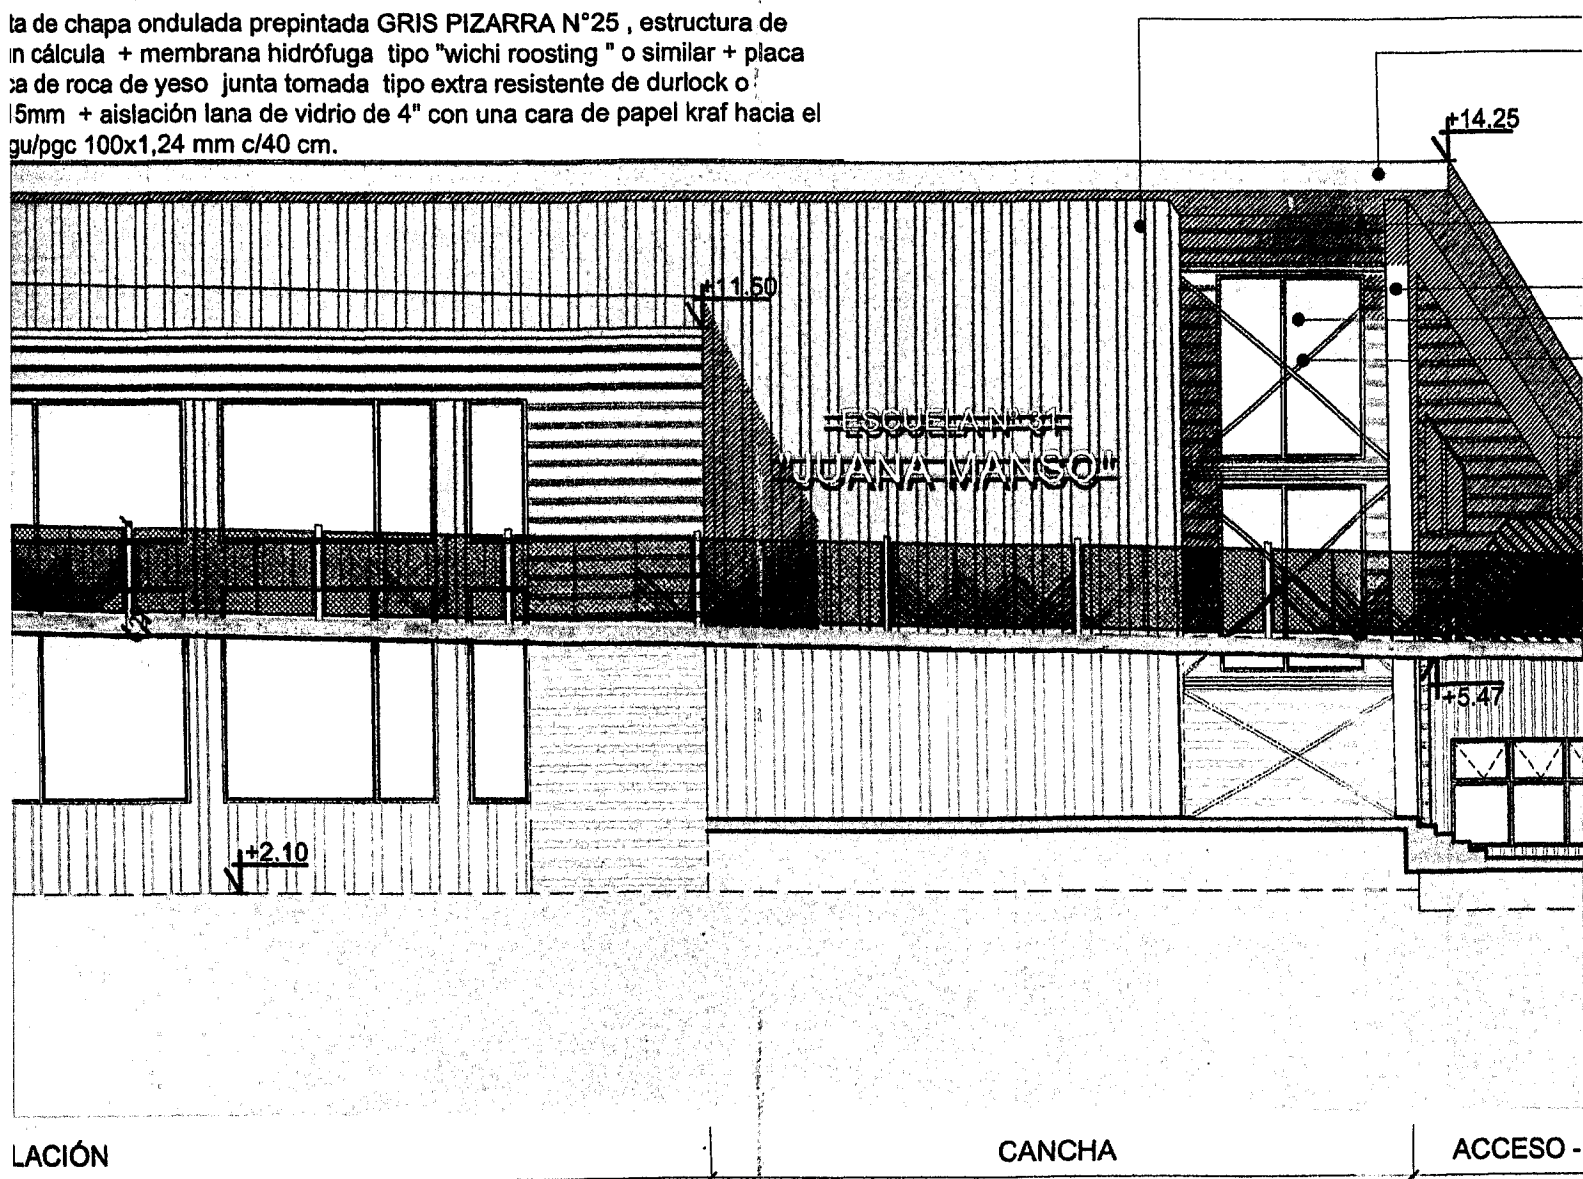 ta de chapa ondulada prepintada GRIS PIZARRA N°25 , estructura de
n cálcula + membrana hidrófuga tipo "wichi roosting " o similar + placa
ca de roca de yeso junta tomada tipo extra resistente de durlock o
15mm + aislación lana de vidrio de 4" con una cara de papel kraf hacia el
gu/pgc 100x1,24 mm c/40 cm.
+14.25
+11.50
ESCUELA N°
"JUANA MANSO"
+5.47
+2.10
LACIÓN
CANCHA
ACCESO -